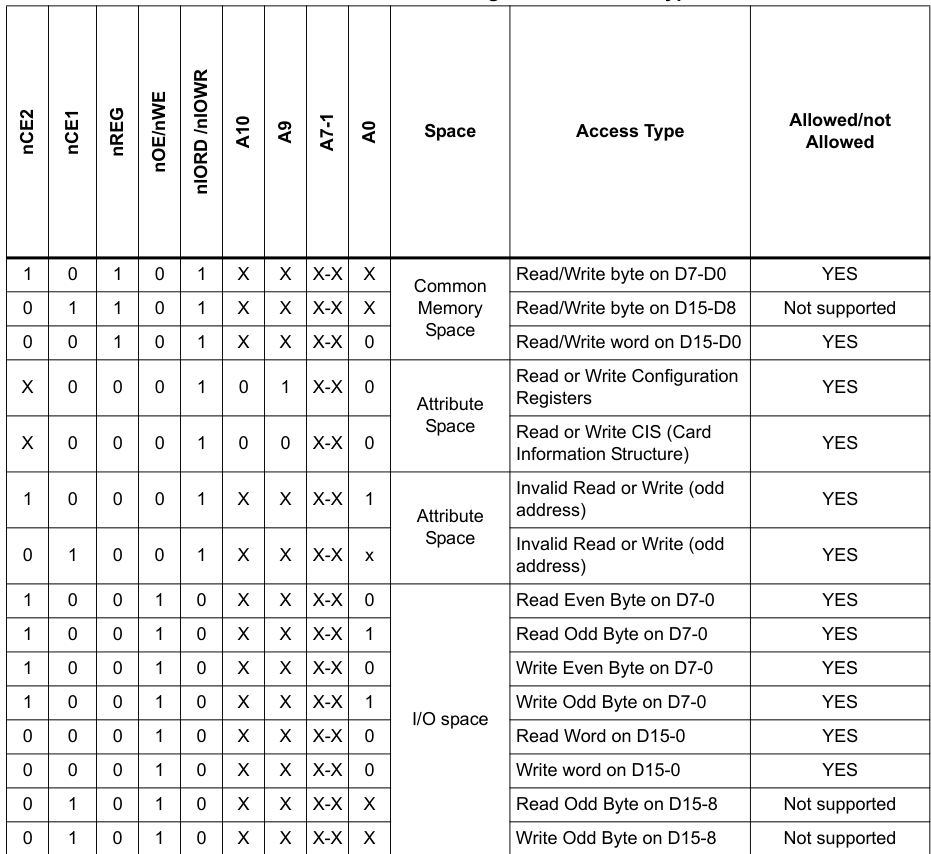 nCE2 nCE1 nREG nOE/nWE nIORD /nIOWR A10 A9 A7-1 A0 Space Access Type Allowed/not
Allowed
1 0 1 0 1 X X X-X X Common Memory Space Read/Write byte on D7-D0 YES
0 1 1 0 1 X X X-X X Read/Write byte on D15-D8 Not supported
0 0 1 0 1 X X X-X 0 Read/Write word on D15-D0 YES
X 0 0 0 1 0 1 X-X 0 Attribute Space Read or Write Configuration
Registers YES
X 0 0 0 1 0 0 X-X 0 Read or Write CIS (Card
Information Structure) YES
1 0 0 0 1 X X X-X 1 Attribute Space Invalid Read or Write (odd
address) YES
0 1 0 0 1 X X X-X x Invalid Read or Write (odd
address) YES
1 0 0 1 0 X X X-X 0 I/O space Read Even Byte on D7-0 YES
1 0 0 1 0 X X X-X 1 Read Odd Byte on D7-0 YES
1 0 0 1 0 X X X-X 0 Write Even Byte on D7-0 YES
1 0 0 1 0 X X X-X 1 Write Odd Byte on D7-0 YES
0 0 0 1 0 X X X-X 0 Read Word on D15-0 YES
0 0 0 1 0 X X X-X 0 Write word on D15-0 YES
0 1 0 1 0 X X X-X X Read Odd Byte on D15-8 Not supported
0 1 0 1 0 X X X-X X Write Odd Byte on D15-8 Not supported